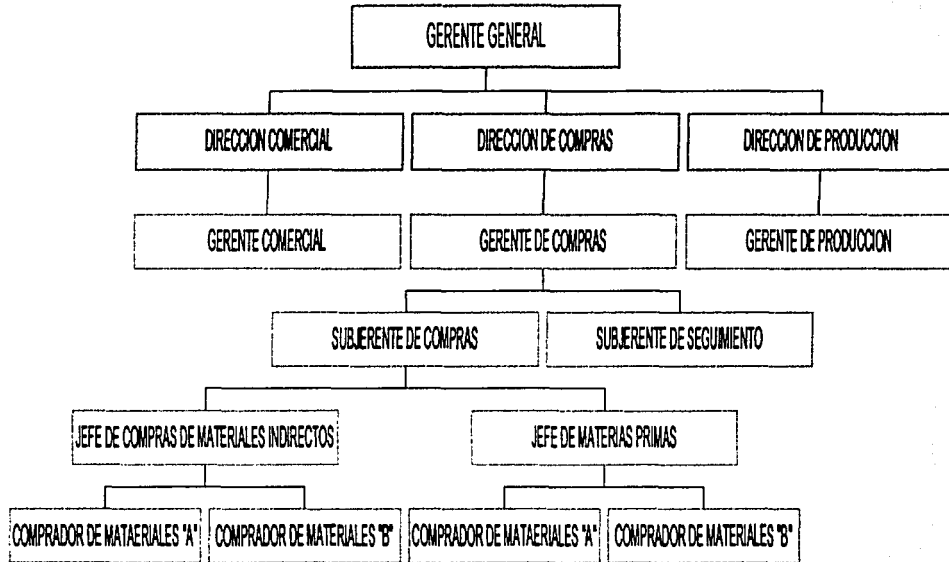 GERENTE GENERAL
DIRECCION COMERCIAL
DIRECCION DE COMPRAS
DIRECCION DE PRODUCCION
GERENTE COMERCIAL
GERENTE DE COMPRAS
GERENTE DE PRODUCCION
SUBJERENTE DE COMPRAS
SUBJERENTE DE SEGUIMIENTO
JEFE DE COMPRAS DE MATERIALES INDIRECTOS
JEFE DE MATERIAS PRIMAS
COMPRADOR DE MATAERIALES "A"
COMPRADOR DE MATERIALES "B"
COMPRADOR DE MATAERIALES "A"
COMPRADOR DE MATERIALES "B"